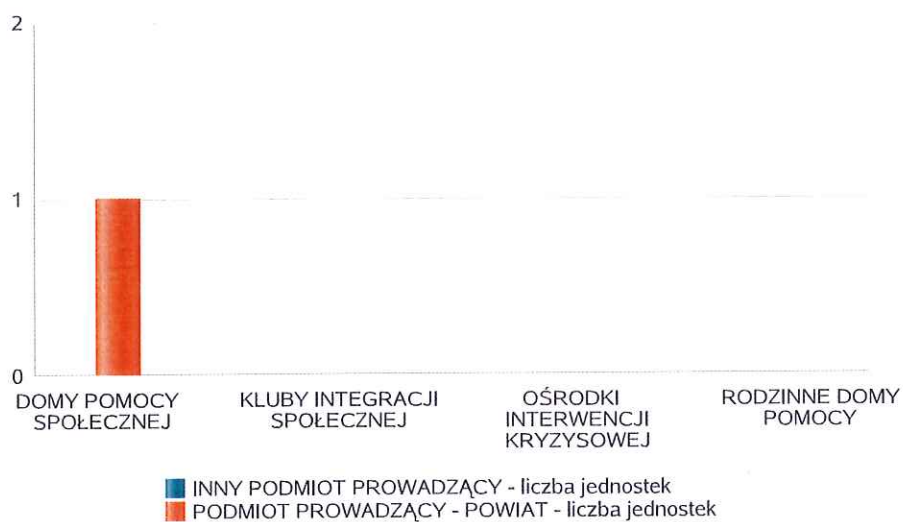 2
1
0
DOMY POMOCY SPOŁECZNEJ
KLUBY INTEGRACJI SPOŁECZNEJ
OŚRODKI INTERWENCJI KRYZYSOWEJ
RODZINNE DOMY POMOCY
INNY PODMIOT PROWADZĄCY - liczba jednostek
PODMIOT PROWADZĄCY - POWIAT - liczba jednostek